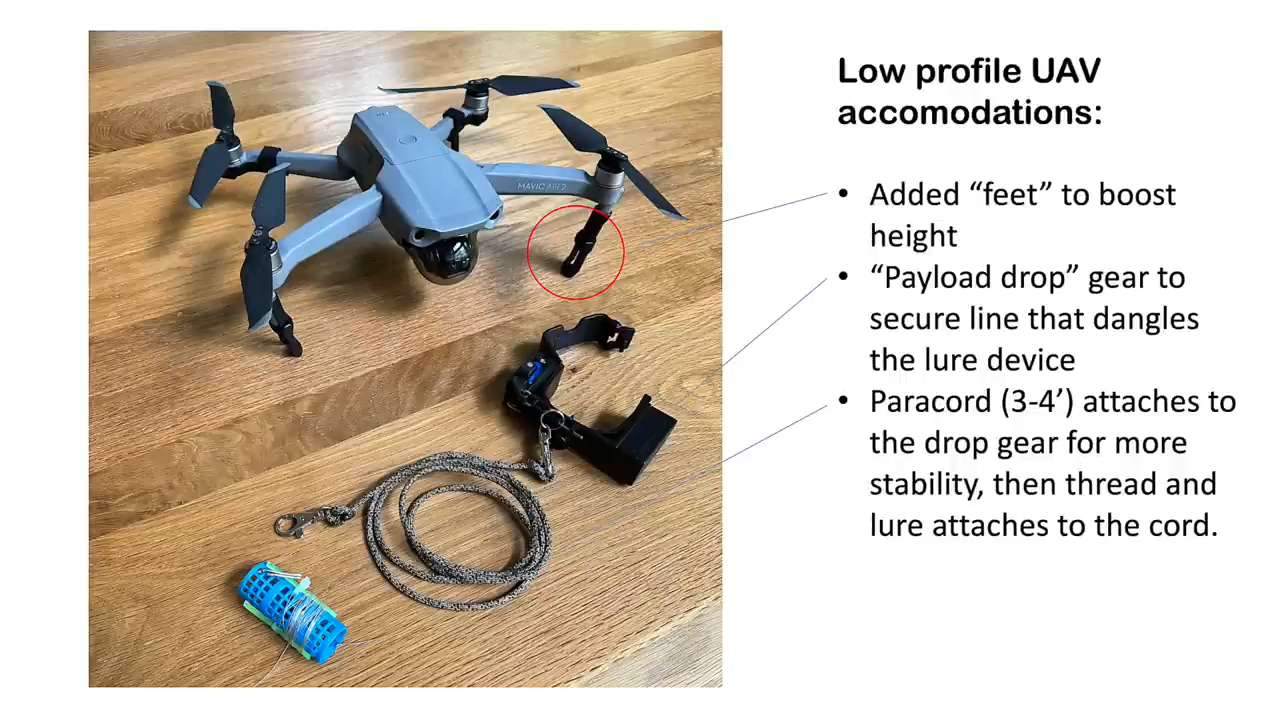 Low profile UAV
accomodations:
• Added “feet” to boost
height
• “Payload drop” gear to
secure line that dangles
the lure device
• Paracord (3-4’) attaches to
the drop gear for more
stability, then thread and
lure attaches to the cord.
MAVIC AIR 2